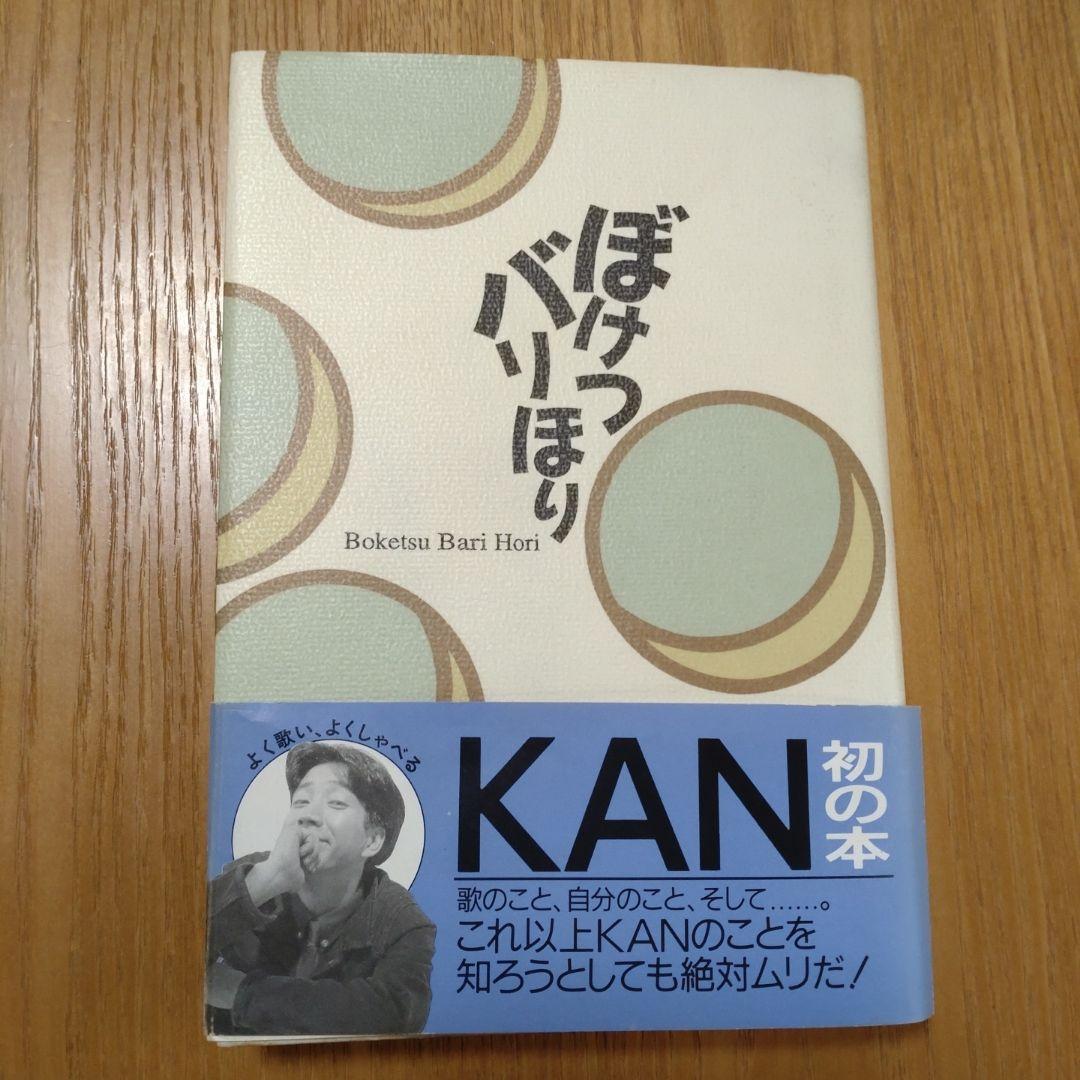 ぼけつ
バリほり
Boketsu Bari Hori
よく歌い、よくしゃべる
KAN
初の本
歌のこと、自分のこと、そして……。
これ以上KANのことを
知ろうとしても絶対ムリだ!